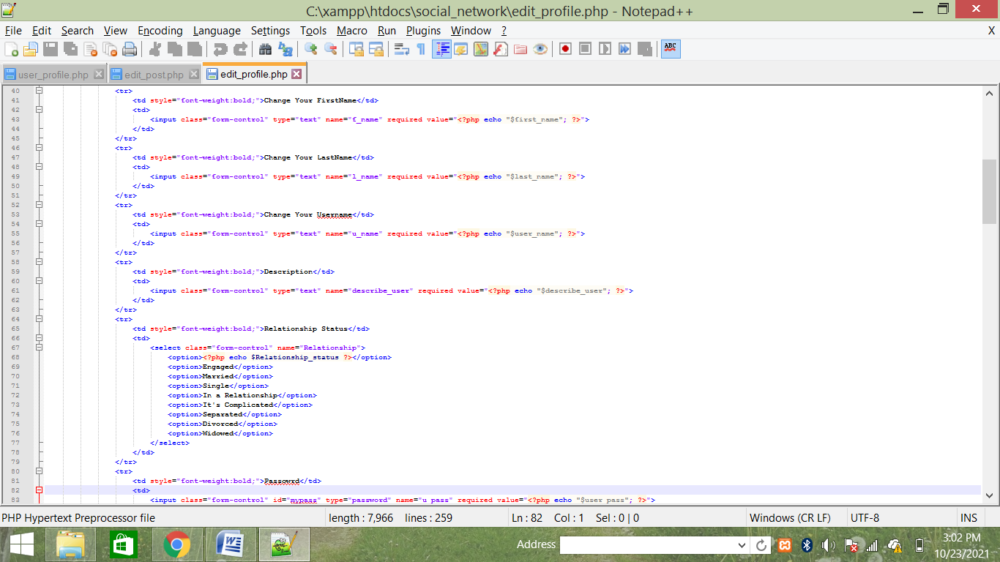 C:\xampp\htdocs\social_network\edit_profile.php - Notepad++
File Edit Search View Encoding Language Settings Tools Macro Run Plugins Window ? X
ABC
user_profile.php edit_post.php edit_profile.php
40 <tr>
41 <td style="font-weight:bold;">Change Your FirstName</td>
42 <td>
43 <input class="form-control" type="text" name="f_name" required value="<?php echo "$first_name"; ?>">
44 </td>
45 </tr>
46 <tr>
47 <td style="font-weight:bold;">Change Your LastName</td>
48 <td>
49 <input class="form-control" type="text" name="l_name" required value="<?php echo "$last_name"; ?>">
50 </td>
51 </tr>
52 <tr>
53 <td style="font-weight:bold;">Change Your Username</td>
54 <td>
55 <input class="form-control" type="text" name="u_name" required value="<?php echo "$user_name"; ?>">
56 </td>
57 </tr>
58 <tr>
59 <td style="font-weight:bold;">Description</td>
60 <td>
61 <input class="form-control" type="text" name="describe_user" required value="<?php echo "$describe_user"; ?>">
62 </td>
63 </tr>
64 <tr>
65 <td style="font-weight:bold;">Relationship Status</td>
66 <td>
67 <select class="form-control" name="Relationship">
68 <option><?php echo $Relationship_status ?></option>
69 <option>Engaged</option>
70 <option>Married</option>
71 <option>Single</option>
72 <option>In a Relationship</option>
73 <option>It's Complicated</option>
74 <option>Separated</option>
75 <option>Divorced</option>
76 <option>Widowed</option>
77 </select>
78 </td>
79 </tr>
80 <tr>
81 <td style="font-weight:bold;">Passowrd</td>
82 <td>
83 <input class="form-control" id="mypass" type="password" name="u_pass" required value="<?php echo "$user_pass"; ?>">
PHP Hypertext Preprocessor file length : 7,966 lines : 259 Ln : 82 Col : 1 Sel : 0 | 0 Windows (CR LF) UTF-8 INS
Address 3:02 PM
10/23/2021